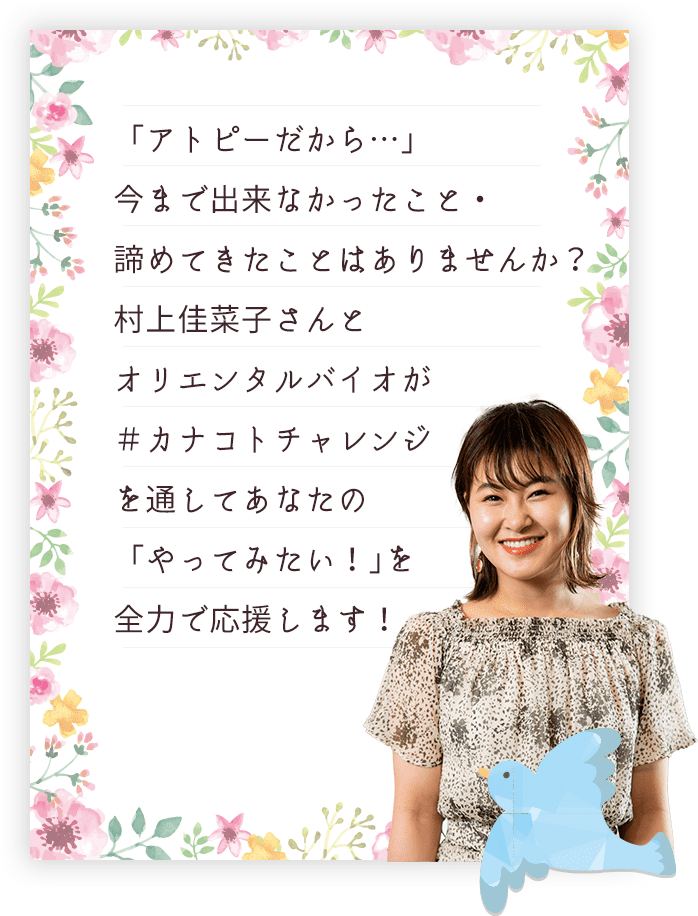 「アトピーだから…」
今まで出来なかったこと・
諦めてきたことはありませんか？
村上佳菜子さんと
オリエンタルバイオが
＃カナコトチャレンジ
を通してあなたの
「やってみたい！」を
全力で応援します！